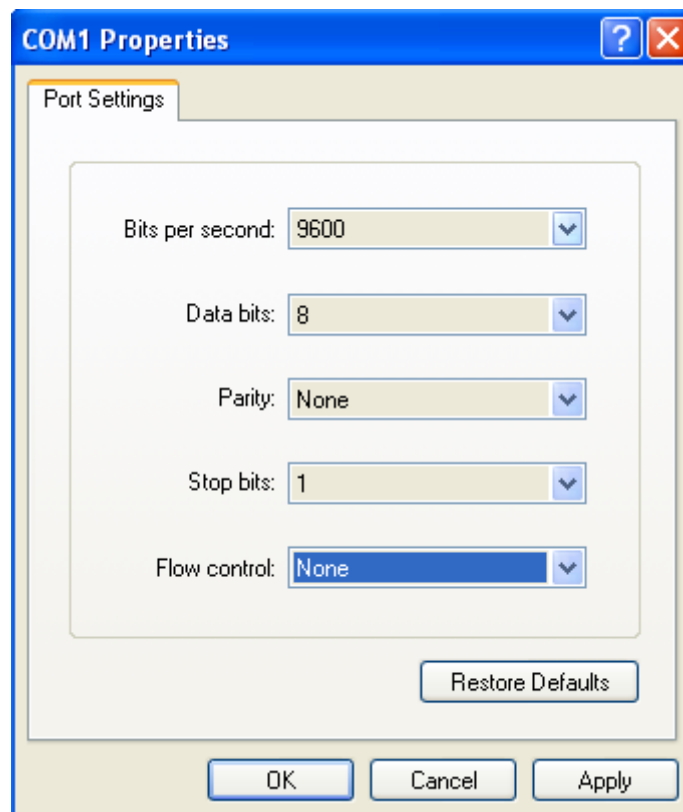 COM1 Properties
?
Port Settings
Bits per second: 9600
Data bits: 8
Parity: None
Stop bits: 1
Flow control: None
Restore Defaults
OK Cancel Apply